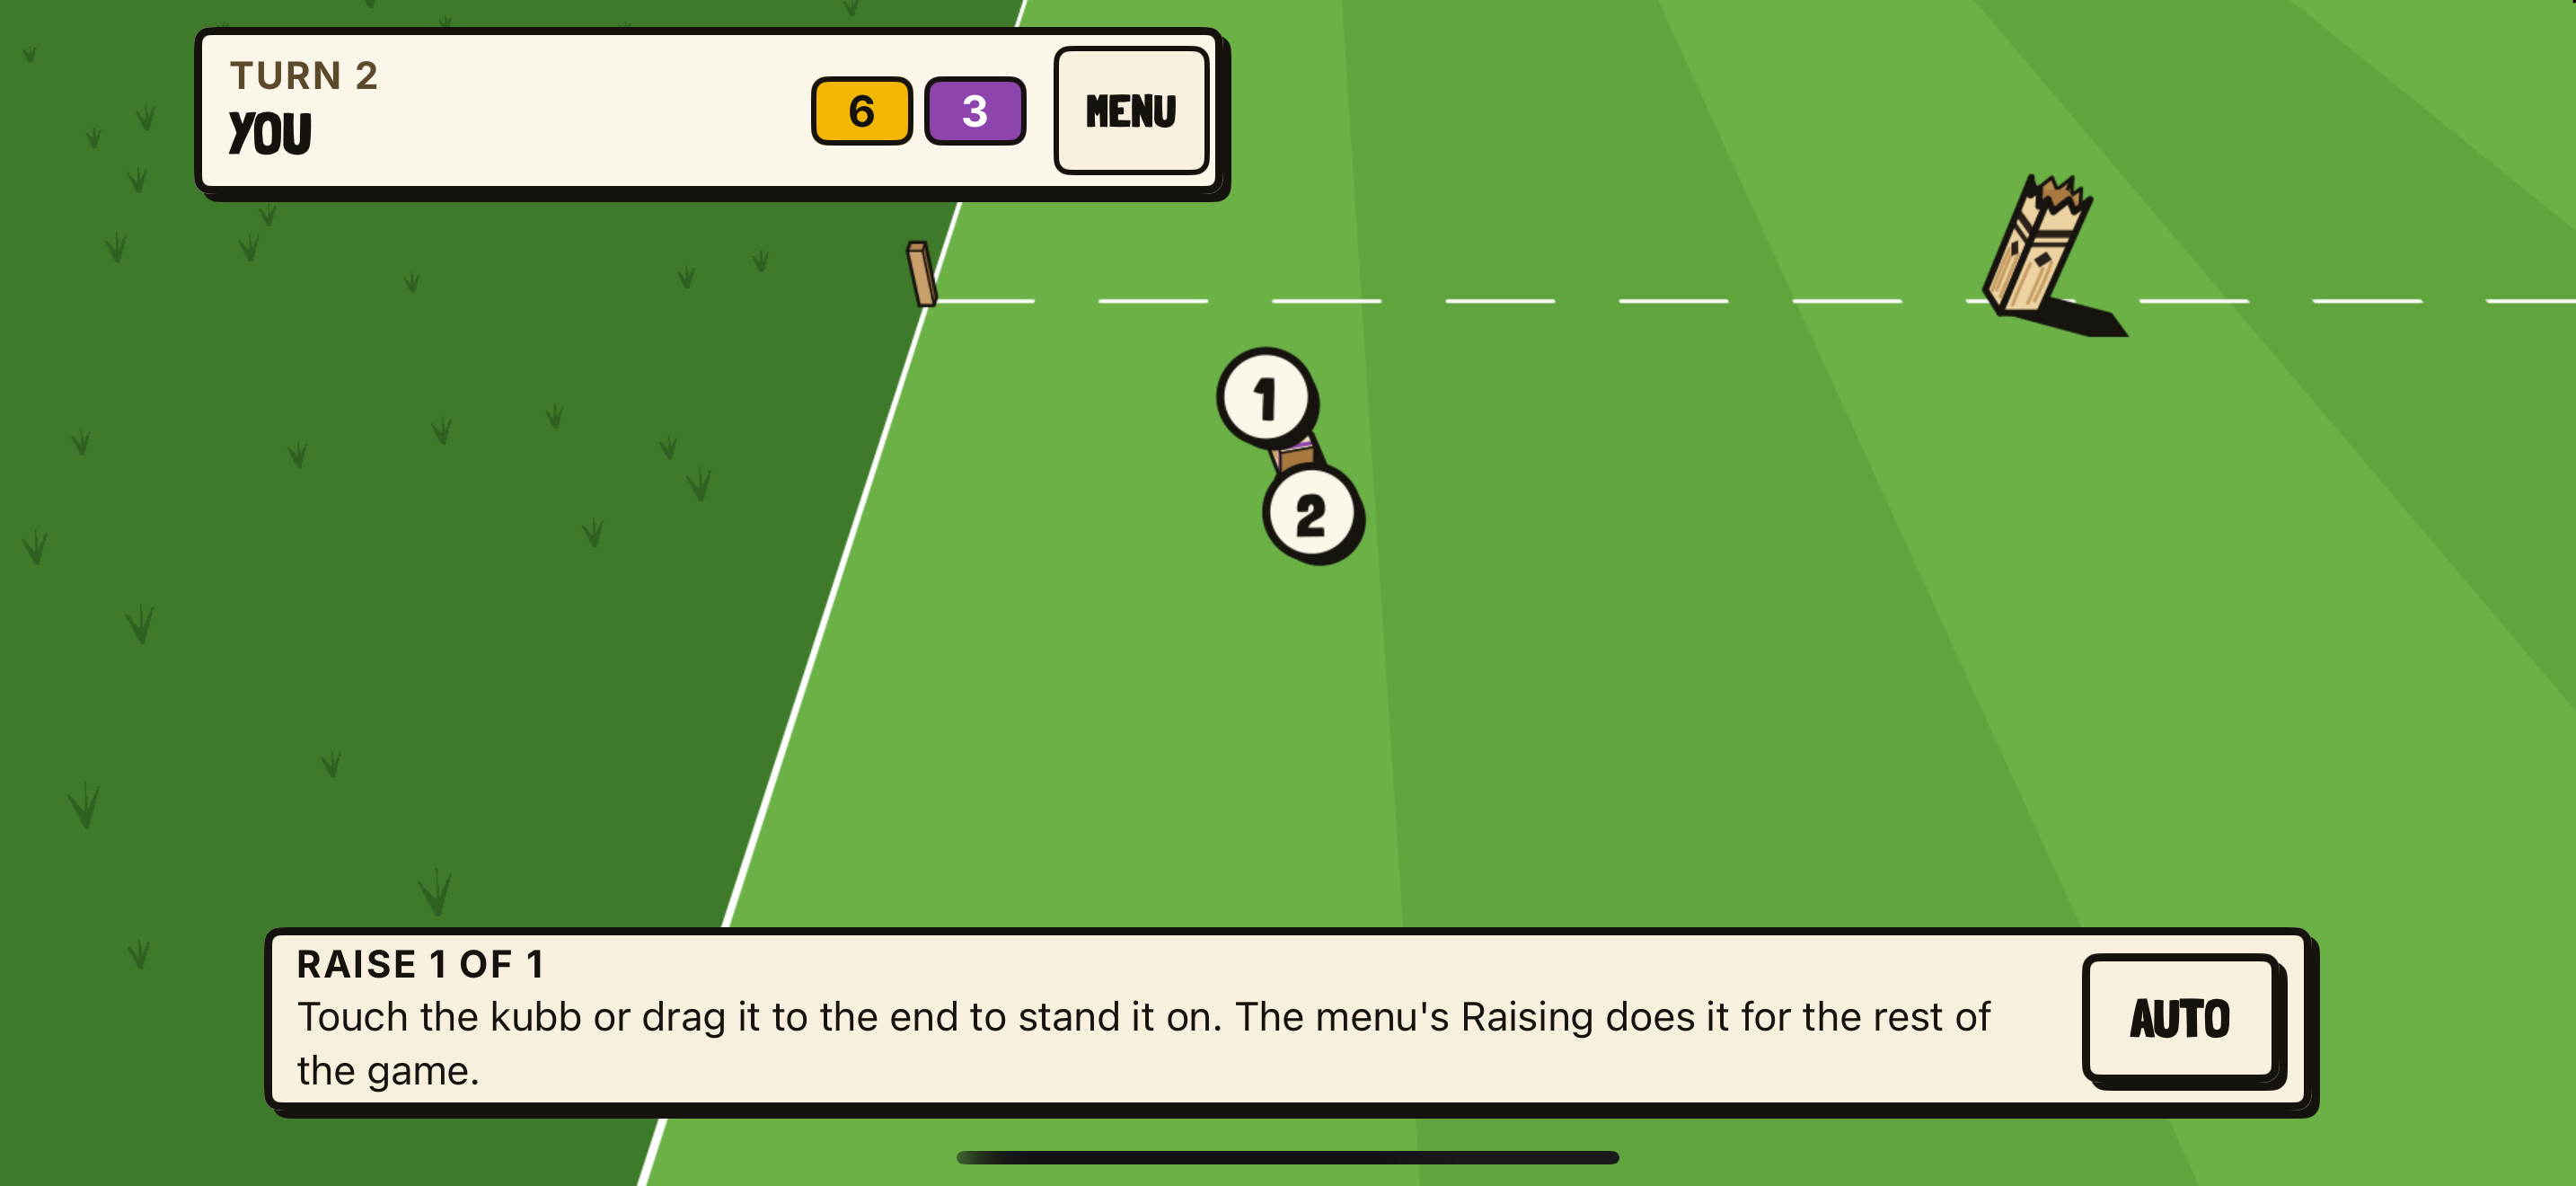 TURN 2
YOU
6 3
MENU
1
2
RAISE 1 OF 1
Touch the kubb or drag it to the end to stand it on. The menu's Raising does it for the rest of
the game.
AUTO